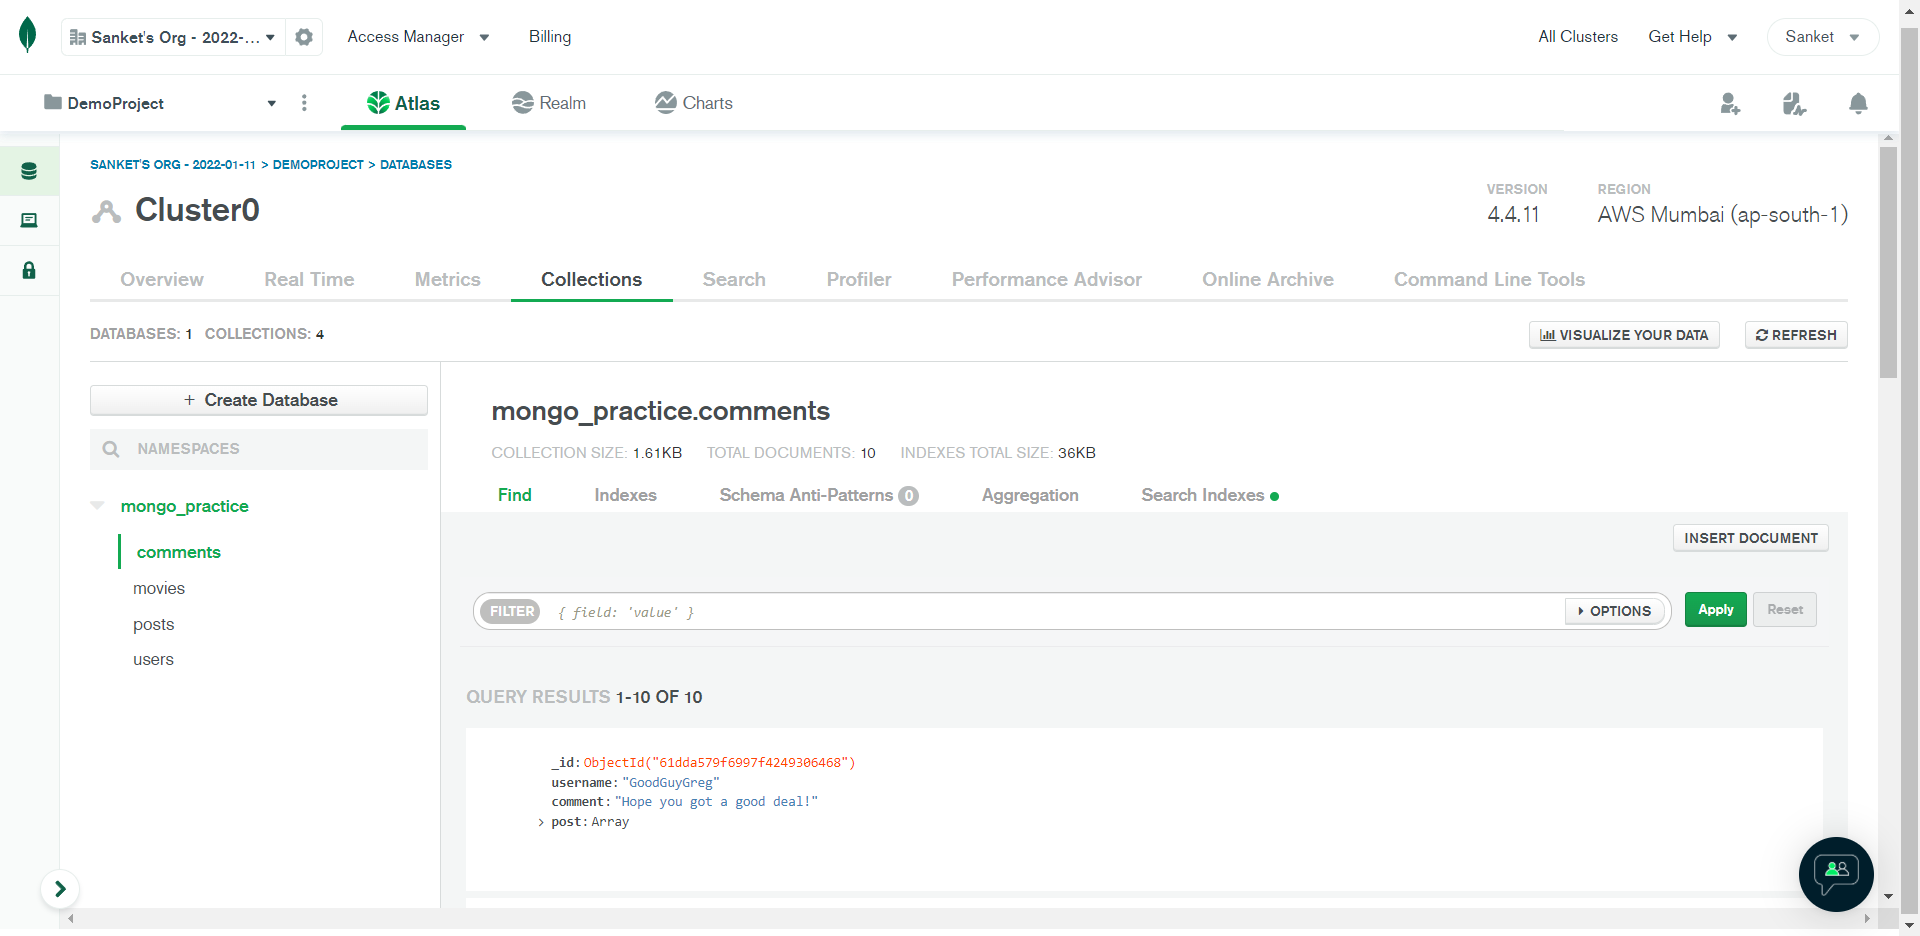 Sanket's Org - 2022-... Access Manager Billing All Clusters Get Help Sanket
DemoProject Atlas Realm Charts
SANKET'S ORG - 2022-01-11 > DEMOPROJECT > DATABASES
Cluster0
VERSION REGION
4.4.11 AWS Mumbai (ap-south-1)
Overview Real Time Metrics Collections Search Profiler Performance Advisor Online Archive Command Line Tools
DATABASES: 1 COLLECTIONS: 4 VISUALIZE YOUR DATA REFRESH
+ Create Database
NAMESPACES
mongo_practice
comments
movies
posts
users
mongo_practice.comments
COLLECTION SIZE: 1.61KB TOTAL DOCUMENTS: 10 INDEXES TOTAL SIZE: 36KB
Find Indexes Schema Anti-Patterns 0 Aggregation Search Indexes
INSERT DOCUMENT
FILTER { field: 'value' } OPTIONS Apply Reset
QUERY RESULTS 1-10 OF 10
_id: ObjectId("61dda579f6997f4249306468")
username: "GoodGuyGreg"
comment: "Hope you got a good deal!"
> post: Array